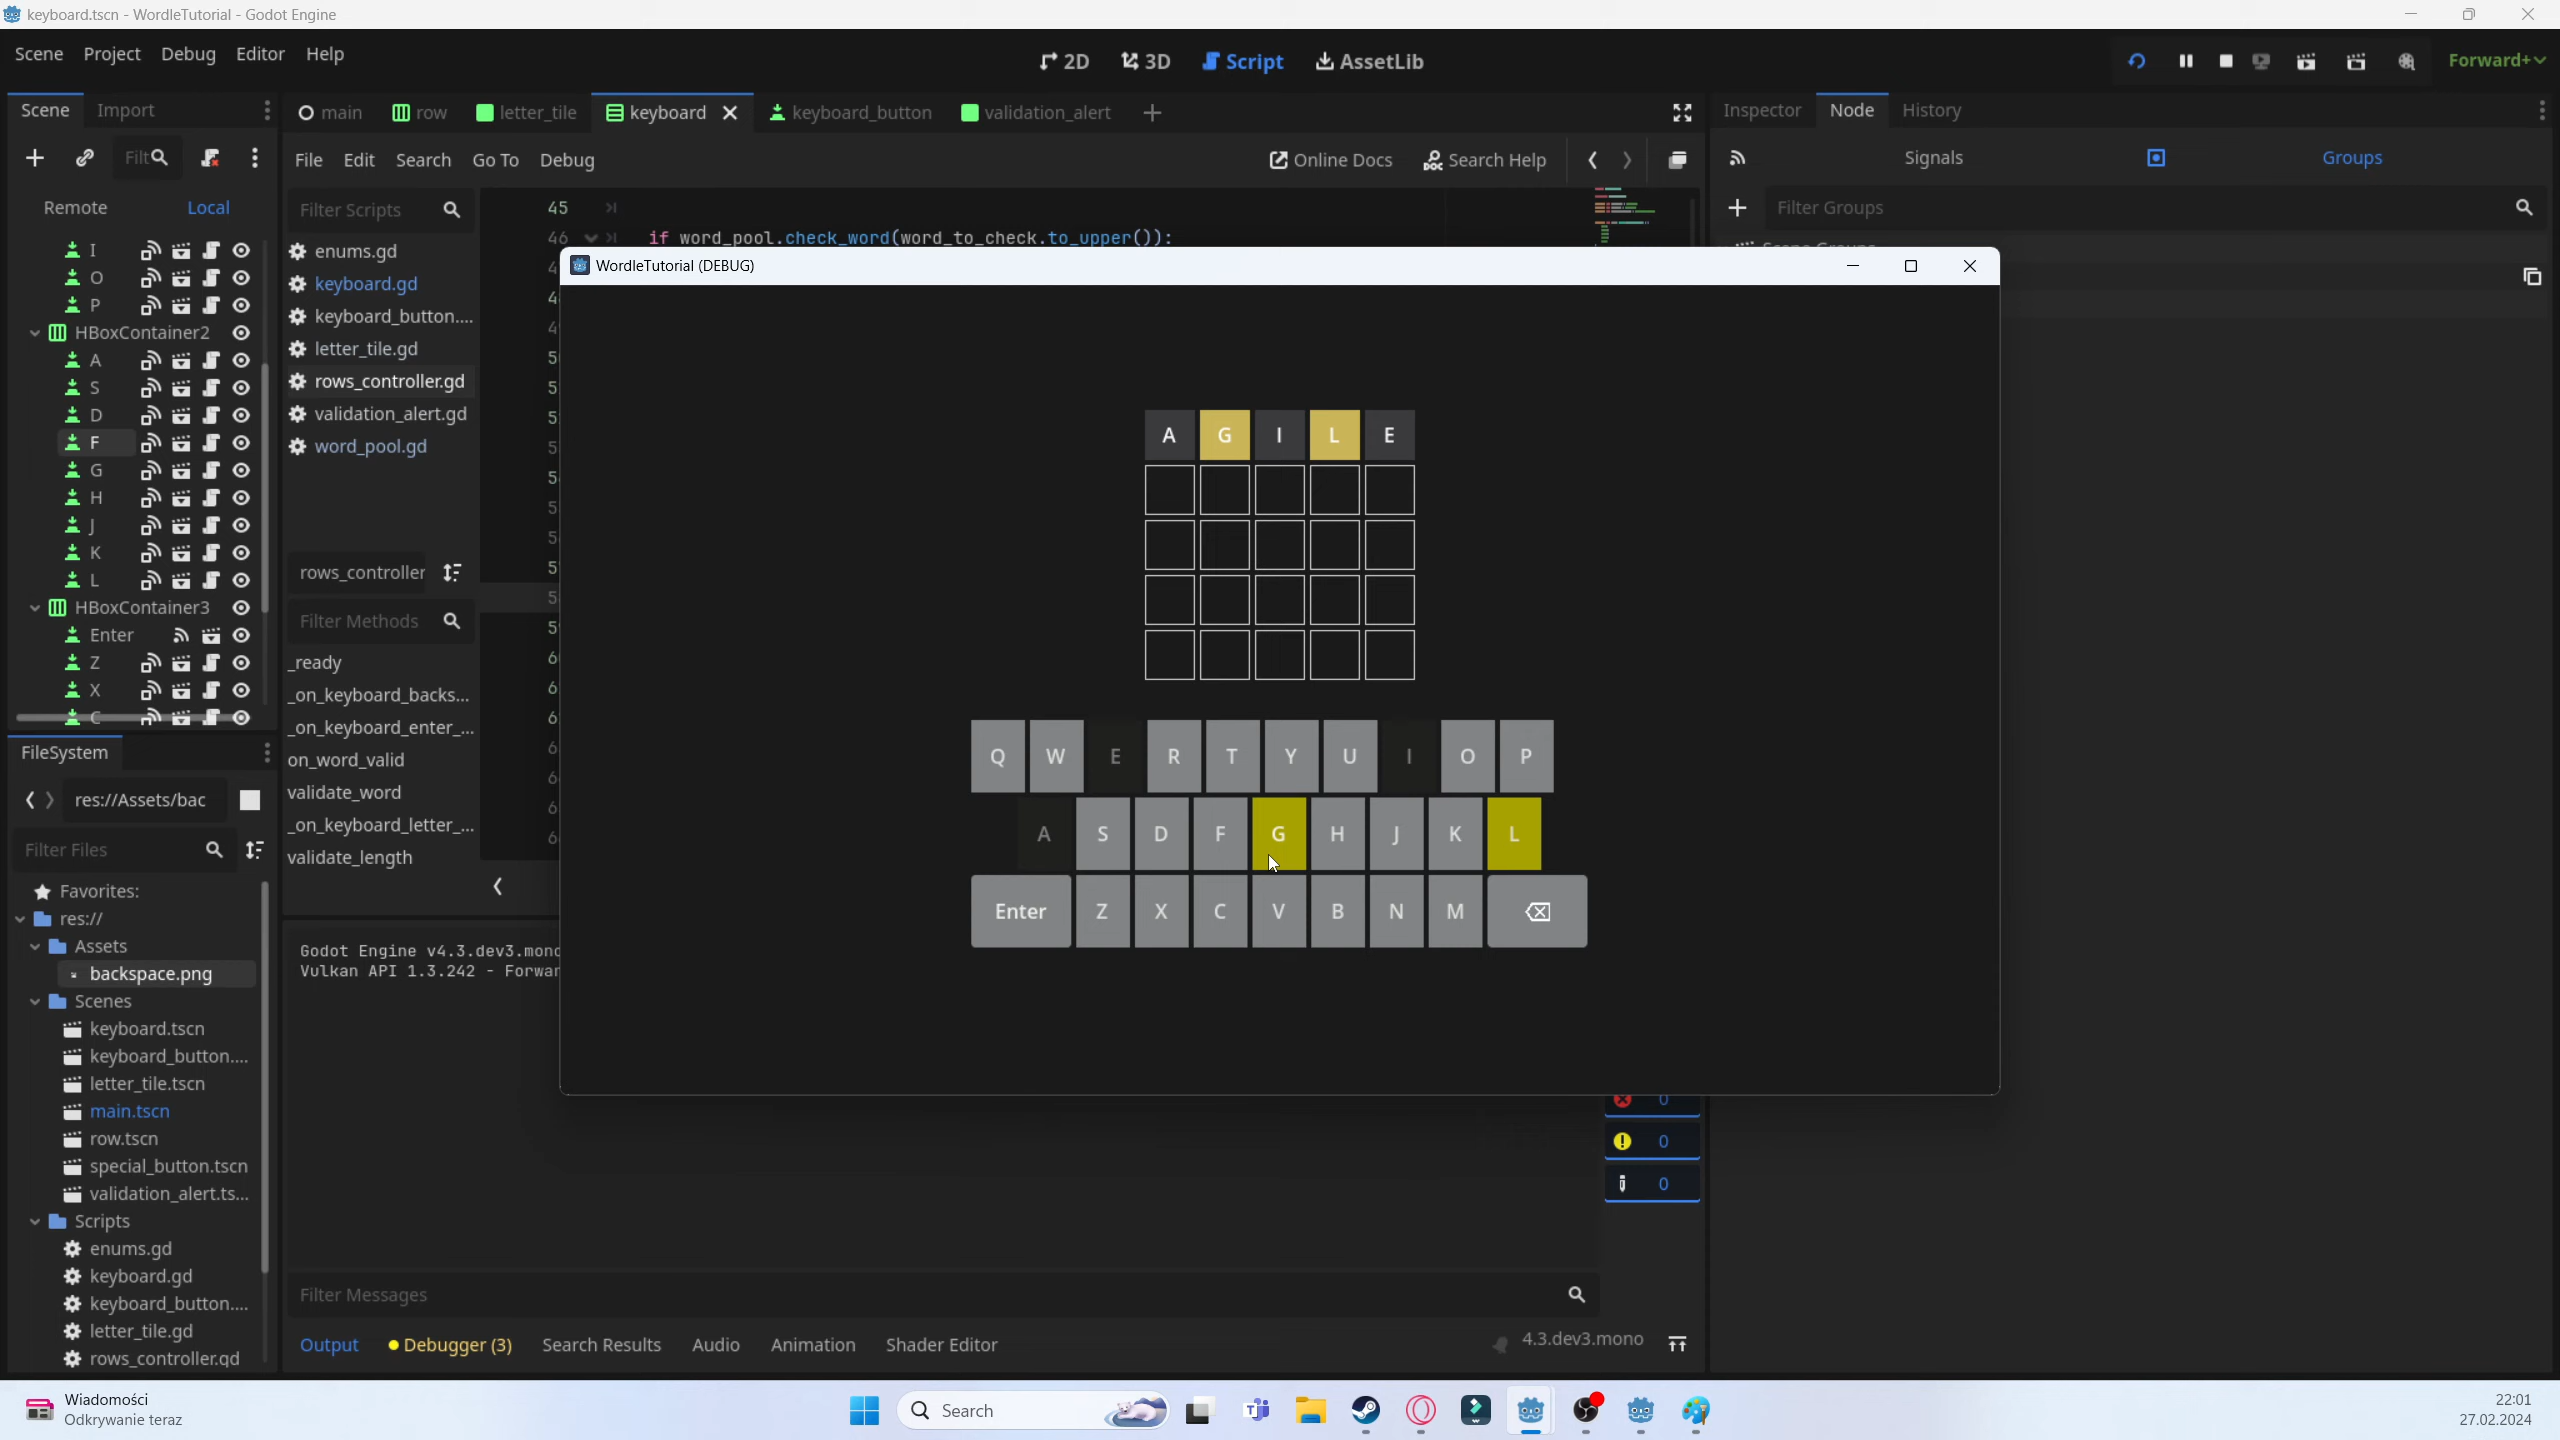 keyboard.tscn - WordleTutorial - Godot Engine
Scene Project Debug Editor Help
2D 3D Script AssetLib
Forward+
Scene Import
main row letter_tile keyboard keyboard_button validation_alert
Inspector Node History
Filt
File Edit Search Go To Debug
Online Docs Search Help
Signals Groups
Remote Local
Filter Scripts
Filter Groups
45
46 if word_pool.check_word(word_to_check.to_upper()):
I
O
P
HBoxContainer2
A
S
D
F
G
H
J
K
L
HBoxContainer3
Enter
Z
X
C
enums.gd
keyboard.gd
keyboard_button....
letter_tile.gd
rows_controller.gd
validation_alert.gd
word_pool.gd
rows_controller
Filter Methods
_ready
_on_keyboard_backs...
_on_keyboard_enter_...
on_word_valid
validate_word
_on_keyboard_letter_...
validate_length
WordleTutorial (DEBUG)
A G I L E
Q W E R T Y U I O P
A S D F G H J K L
Enter Z X C V B N M
FileSystem
res://Assets/bac
Filter Files
Favorites:
res://
Assets
backspace.png
Scenes
keyboard.tscn
keyboard_button....
letter_tile.tscn
main.tscn
row.tscn
special_button.tscn
validation_alert.ts...
Scripts
enums.gd
keyboard.gd
keyboard_button....
letter_tile.gd
rows_controller.gd
Godot Engine v4.3.dev3.mono
Vulkan API 1.3.242 - Forwar
0
0
0
Filter Messages
Output Debugger (3) Search Results Audio Animation Shader Editor
4.3.dev3.mono
Wiadomości
Odkrywanie teraz
Search
22:01
27.02.2024